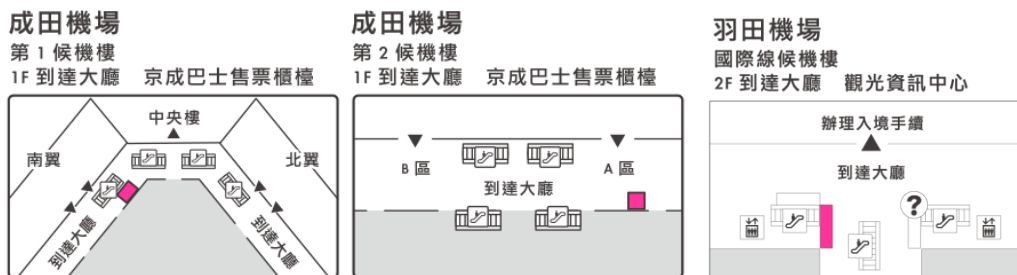 成田機場
第 1 候機樓
1F 到達大廳 京成巴士售票櫃檯
中央樓
南翼
北翼
到達大廳
到達大廳
成田機場
第 2 候機樓
1F 到達大廳 京成巴士售票櫃檯
B 區
A 區
到達大廳
羽田機場
國際線候機樓
2F 到達大廳 觀光資訊中心
辦理入境手續
到達大廳
?